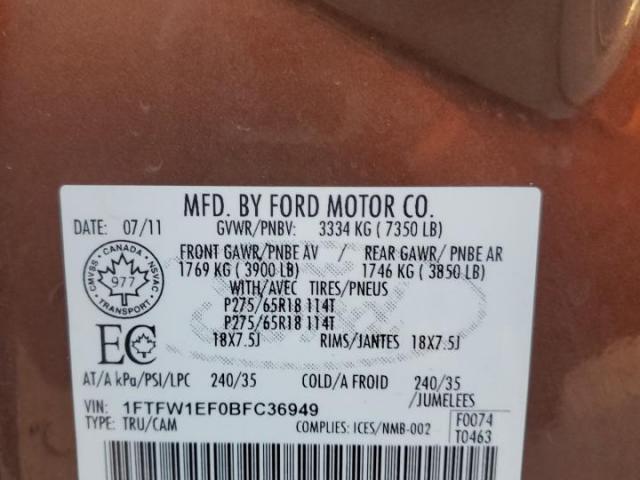 MFD. BY FORD MOTOR CO.
DATE: 07/11 GVWR/PNBV: 3334 KG ( 7350 LB)
FRONT GAWR/PNBE AV REAR GAWR/ PNBE AR
1769 KG ( 3900 LB) 1746 KG ( 3850 LB)
WITH/AVEC TIRES/PNEUS
P275/65R18 114T
P275/65R18 114T
18X7.5J RIMS/JANTES 18X7.5J
CANADA
CMVSS NSVAC
977
TRANSPORT
EC
AT/A kPa/PSI/LPC 240/35 COLD/A FROID 240/35
/JUMELEES
VIN: 1FTFW1EF0BFC36949
TYPE: TRU/CAM COMPLIES: ICES/NMB-002
F0074
T0463